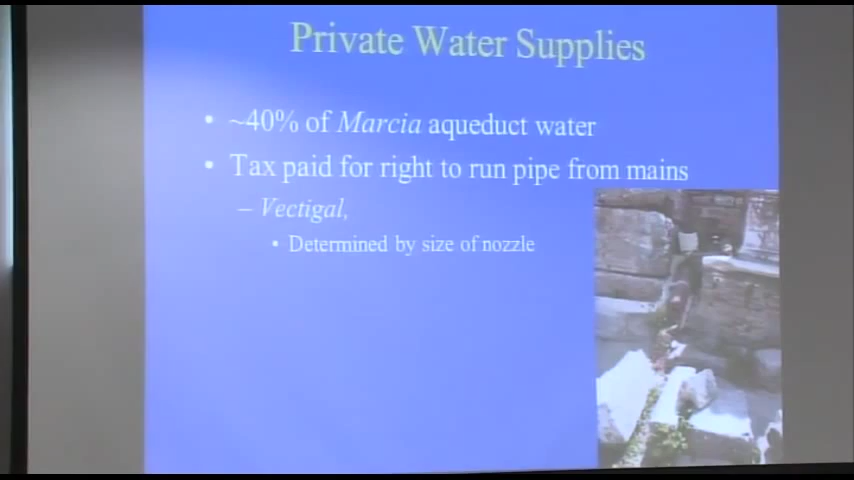 Private Water Supplies
• ~40% of Marcia aqueduct water
• Tax paid for right to run pipe from mains
– Vectigal,
• Determined by size of nozzle